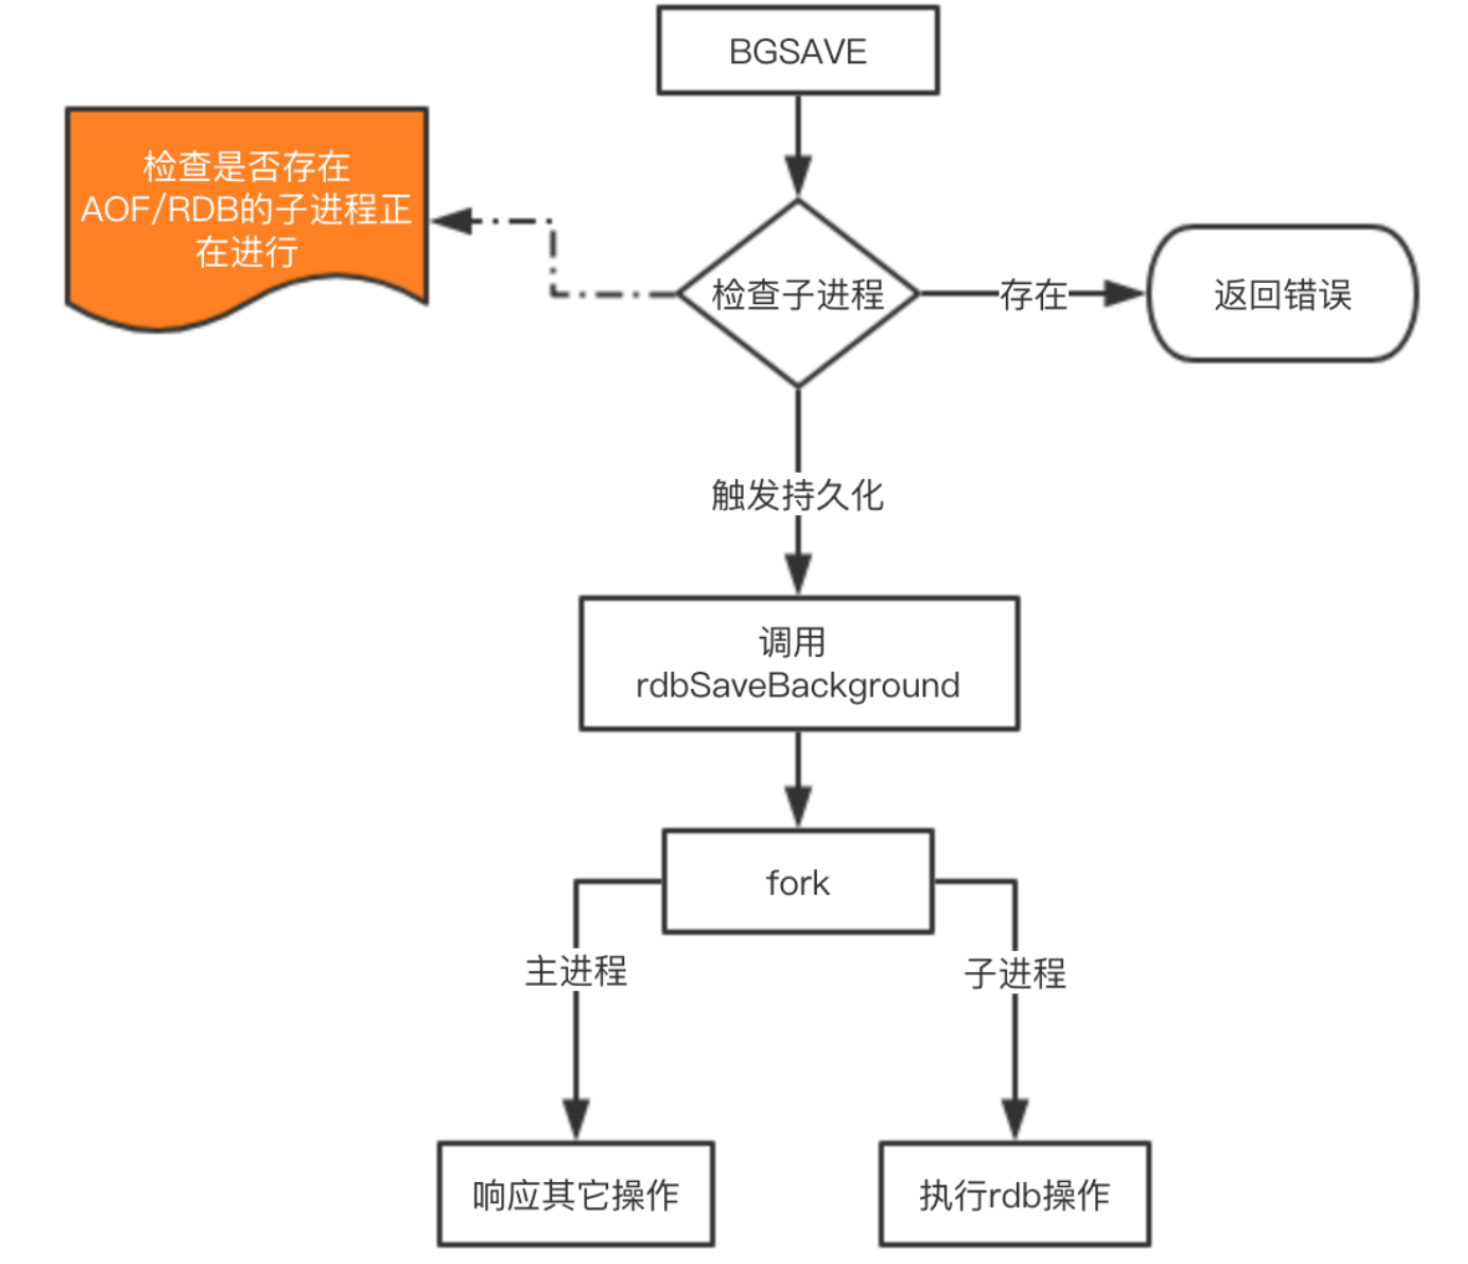 BGSAVE
检查是否存在
AOF/RDB的子进程正
在进行
检查子进程
存在
返回错误
触发持久化
调用
rdbSaveBackground
fork
主进程
子进程
响应其它操作
执行rdb操作